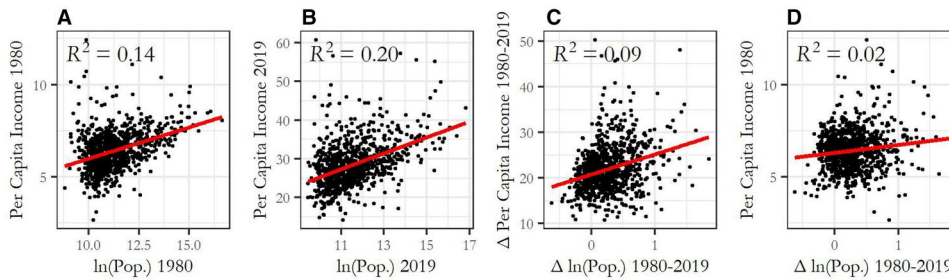 A
R² = 0.14
Per Capita Income 1980
10
5
10.0 12.5 15.0
ln(Pop.) 1980
B
R² = 0.20
Per Capita Income 2019
60
50
40
30
20
11 13 15 17
ln(Pop.) 2019
C
R² = 0.09
Δ Per Capita Income 1980-2019
50
40
30
20
10
0 1
Δ ln(Pop.) 1980-2019
D
R² = 0.02
Per Capita Income 1980
10
5
0 1
Δ ln(Pop.) 1980-2019